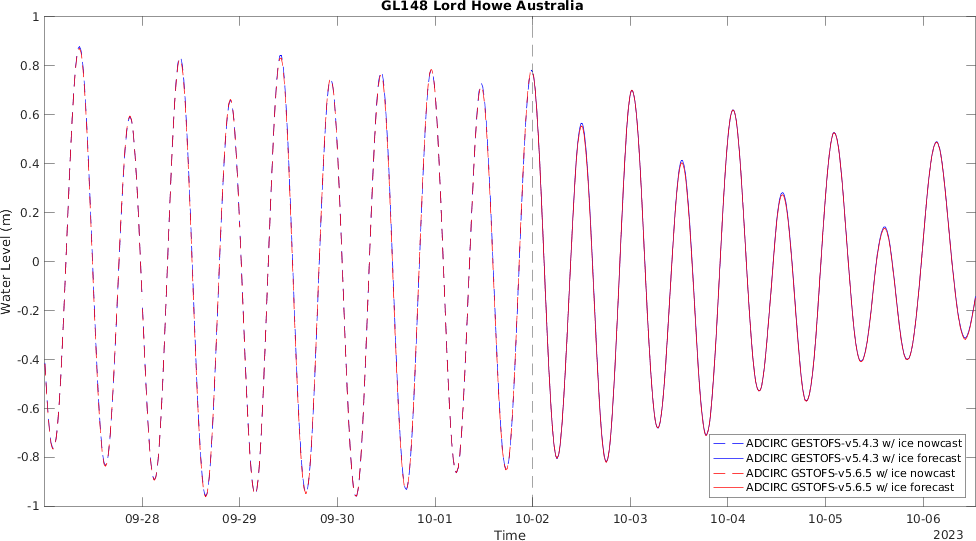 GL148 Lord Howe Australia
1
0.8
0.6
0.4
0.2
0
-0.2
-0.4
-0.6
-0.8
-1
Water Level (m)
ADCIRC GESTOFS-v5.4.3 w/ ice nowcast
ADCIRC GESTOFS-v5.4.3 w/ ice forecast
ADCIRC GSTOFS-v5.6.5 w/ ice nowcast
ADCIRC GSTOFS-v5.6.5 w/ ice forecast
09-28 09-29 09-30 10-01 10-02 10-03 10-04 10-05 10-06
Time
2023